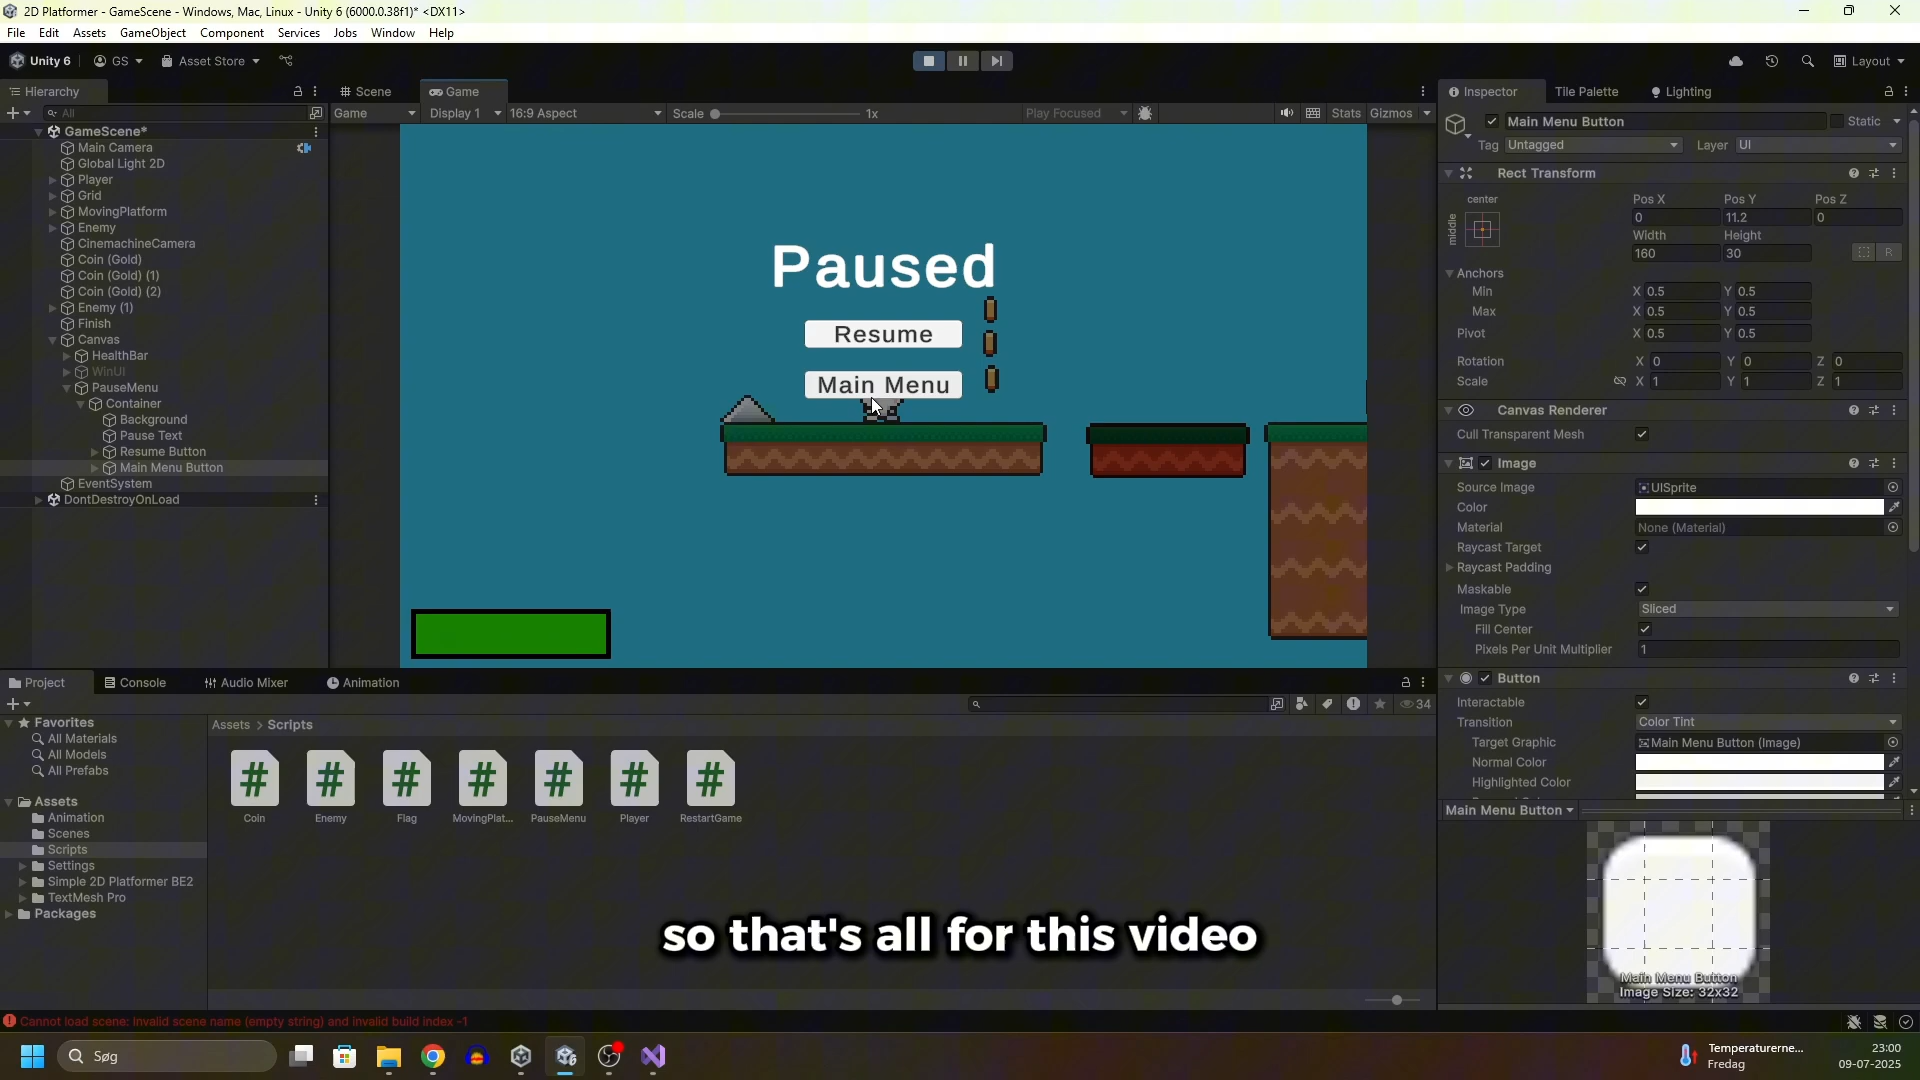 2D Platformer - GameScene - Windows, Mac, Linux - Unity 6 (6000.0.38f1)* <DX11>
File Edit Assets GameObject Component Services Jobs Window Help
Unity 6 GS Asset Store Layout
Hierarchy
All
GameScene*
Main Camera
Global Light 2D
Player
Grid
MovingPlatform
Enemy
CinemachineCamera
Coin (Gold)
Coin (Gold) (1)
Coin (Gold) (2)
Enemy (1)
Finish
Canvas
HealthBar
WinUI
PauseMenu
Container
Background
Pause Text
Resume Button
Main Menu Button
EventSystem
DontDestroyOnLoad
Scene Game
Game Display 1 16:9 Aspect Scale 1x Play Focused Stats Gizmos
Paused
Resume
Main Menu
Inspector Tile Palette Lighting
Main Menu Button Static
Tag Untagged Layer UI
Rect Transform
center
middle
Pos X Pos Y Pos Z
0 11.2 0
Width Height
160 30
R
Anchors
Min X 0.5 Y 0.5
Max X 0.5 Y 0.5
Pivot X 0.5 Y 0.5
Rotation X 0 Y 0 Z 0
Scale X 1 Y 1 Z 1
Canvas Renderer
Cull Transparent Mesh
Image
Source Image UISprite
Color
Material None (Material)
Raycast Target
Raycast Padding
Maskable
Image Type Sliced
Fill Center
Pixels Per Unit Multiplier 1
Button
Interactable
Transition Color Tint
Target Graphic Main Menu Button (Image)
Normal Color
Highlighted Color
Main Menu Button
Main Menu Button
Image Size: 32x32
Project Console Audio Mixer Animation
34
Favorites
All Materials
All Models
All Prefabs
Assets
Animation
Scenes
Scripts
Settings
Simple 2D Platformer BE2
TextMesh Pro
Packages
Assets > Scripts
# # # # # # #
Coin Enemy Flag MovingPlat... PauseMenu Player RestartGame
so that's all for this video
Cannot load scene: Invalid scene name (empty string) and invalid build index -1
Søg
Temperaturerne...
Fredag
23:00
09-07-2025